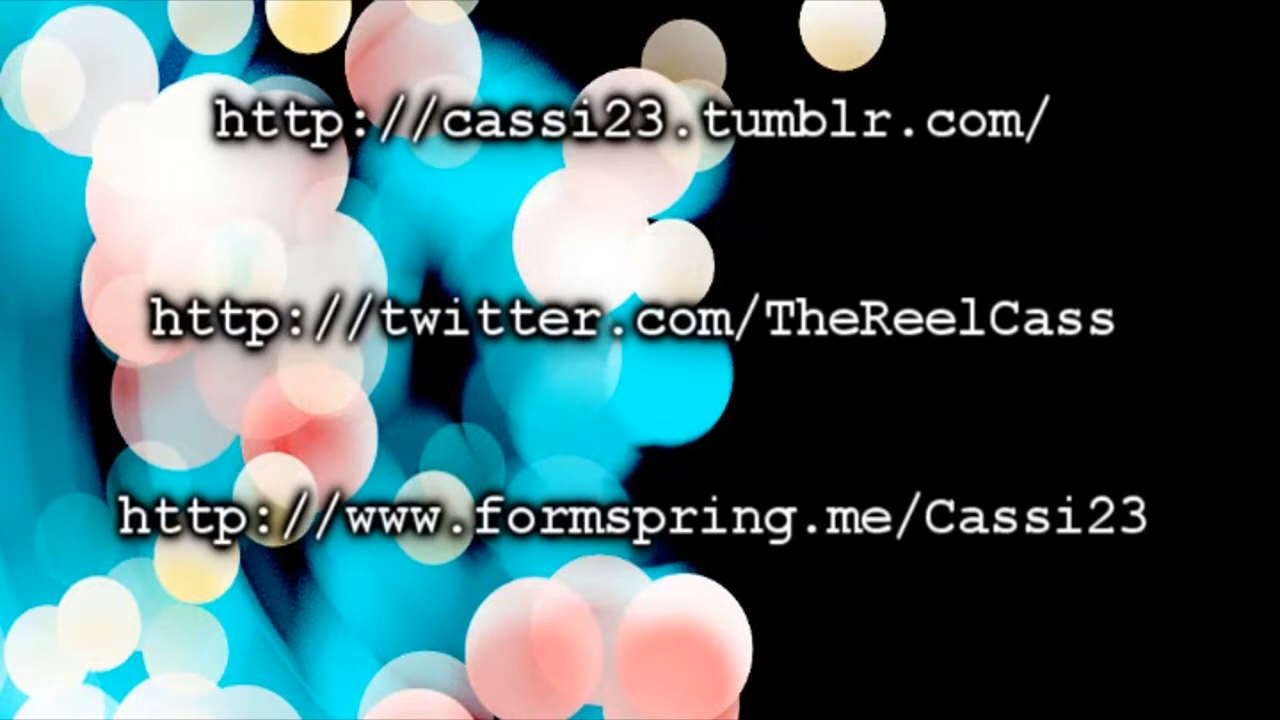 http://cassi23.tumblr.com/
http://twitter.com/TheReelCass
http://www.formspring.me/Cassi23